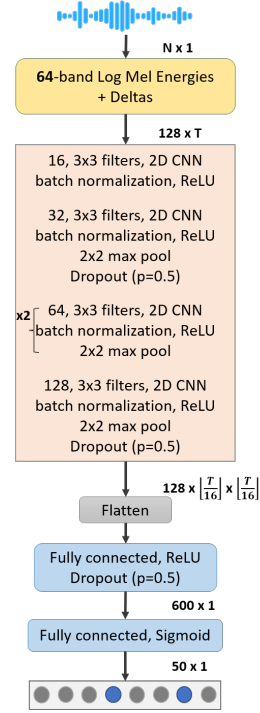 N x 1
64-band Log Mel Energies
+ Deltas
128 x T
16, 3x3 filters, 2D CNN
batch normalization, ReLU
32, 3x3 filters, 2D CNN
batch normalization, ReLU
2x2 max pool
Dropout (p=0.5)
x2
64, 3x3 filters, 2D CNN
batch normalization, ReLU
2x2 max pool
128, 3x3 filters, 2D CNN
batch normalization, ReLU
2x2 max pool
Dropout (p=0.5)
128 x ⌊T/16⌋ x ⌊T/16⌋
Flatten
Fully connected, ReLU
Dropout (p=0.5)
600 x 1
Fully connected, Sigmoid
50 x 1